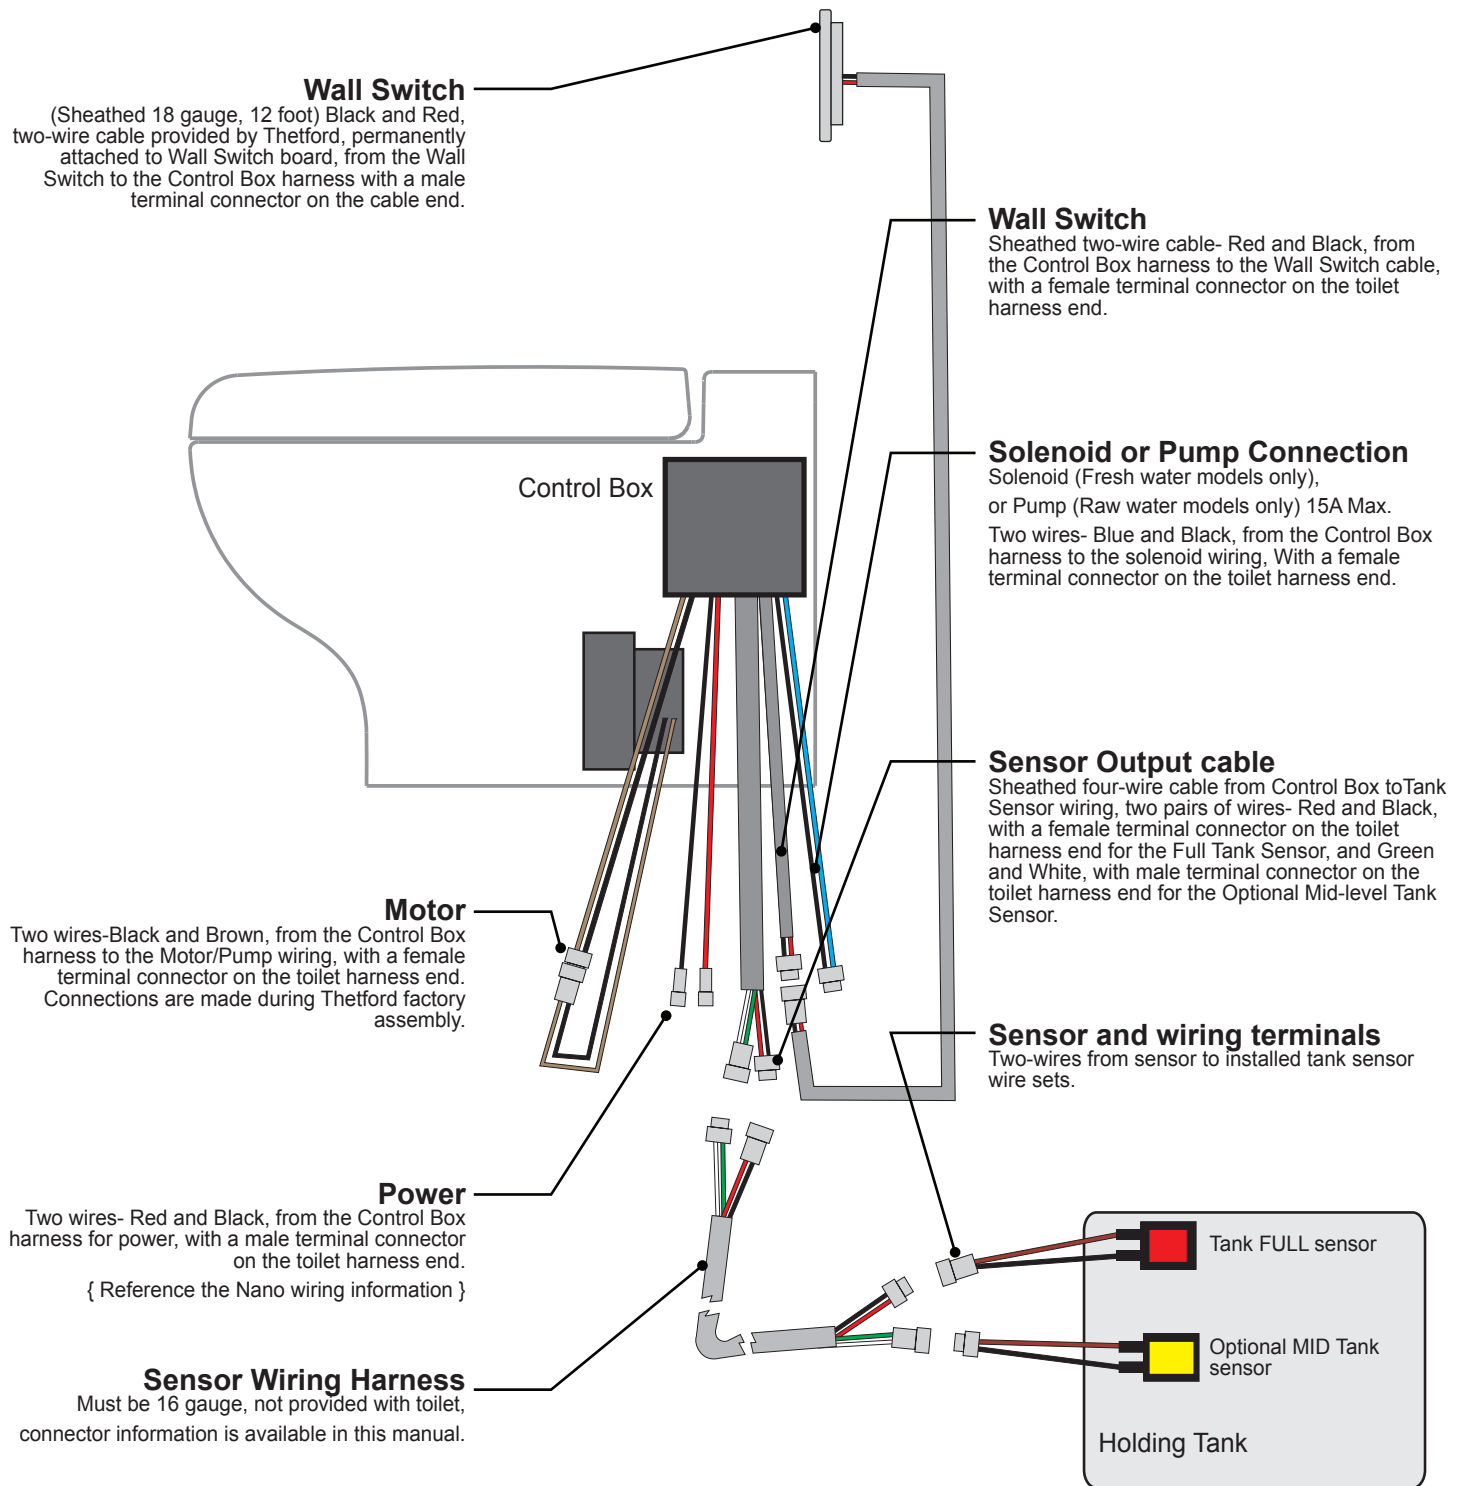 Wall Switch
(Sheathed 18 gauge, 12 foot) Black and Red,
two-wire cable provided by Thetford, permanently
attached to Wall Switch board, from the Wall
Switch to the Control Box harness with a male
terminal connector on the cable end.
Wall Switch
Sheathed two-wire cable- Red and Black, from
the Control Box harness to the Wall Switch cable,
with a female terminal connector on the toilet
harness end.
Control Box
Solenoid or Pump Connection
Solenoid (Fresh water models only),
or Pump (Raw water models only) 15A Max.
Two wires- Blue and Black, from the Control Box
harness to the solenoid wiring, With a female
terminal connector on the toilet harness end.
Sensor Output cable
Sheathed four-wire cable from Control Box toTank
Sensor wiring, two pairs of wires- Red and Black,
with a female terminal connector on the toilet
harness end for the Full Tank Sensor, and Green
and White, with male terminal connector on the
toilet harness end for the Optional Mid-level Tank
Sensor.
Motor
Two wires-Black and Brown, from the Control Box
harness to the Motor/Pump wiring, with a female
terminal connector on the toilet harness end.
Connections are made during Thetford factory
assembly.
Sensor and wiring terminals
Two-wires from sensor to installed tank sensor
wire sets.
Power
Two wires- Red and Black, from the Control Box
harness for power, with a male terminal connector
on the toilet harness end.
{ Reference the Nano wiring information }
Sensor Wiring Harness
Must be 16 gauge, not provided with toilet,
connector information is available in this manual.
Tank FULL sensor
Optional MID Tank
sensor
Holding Tank